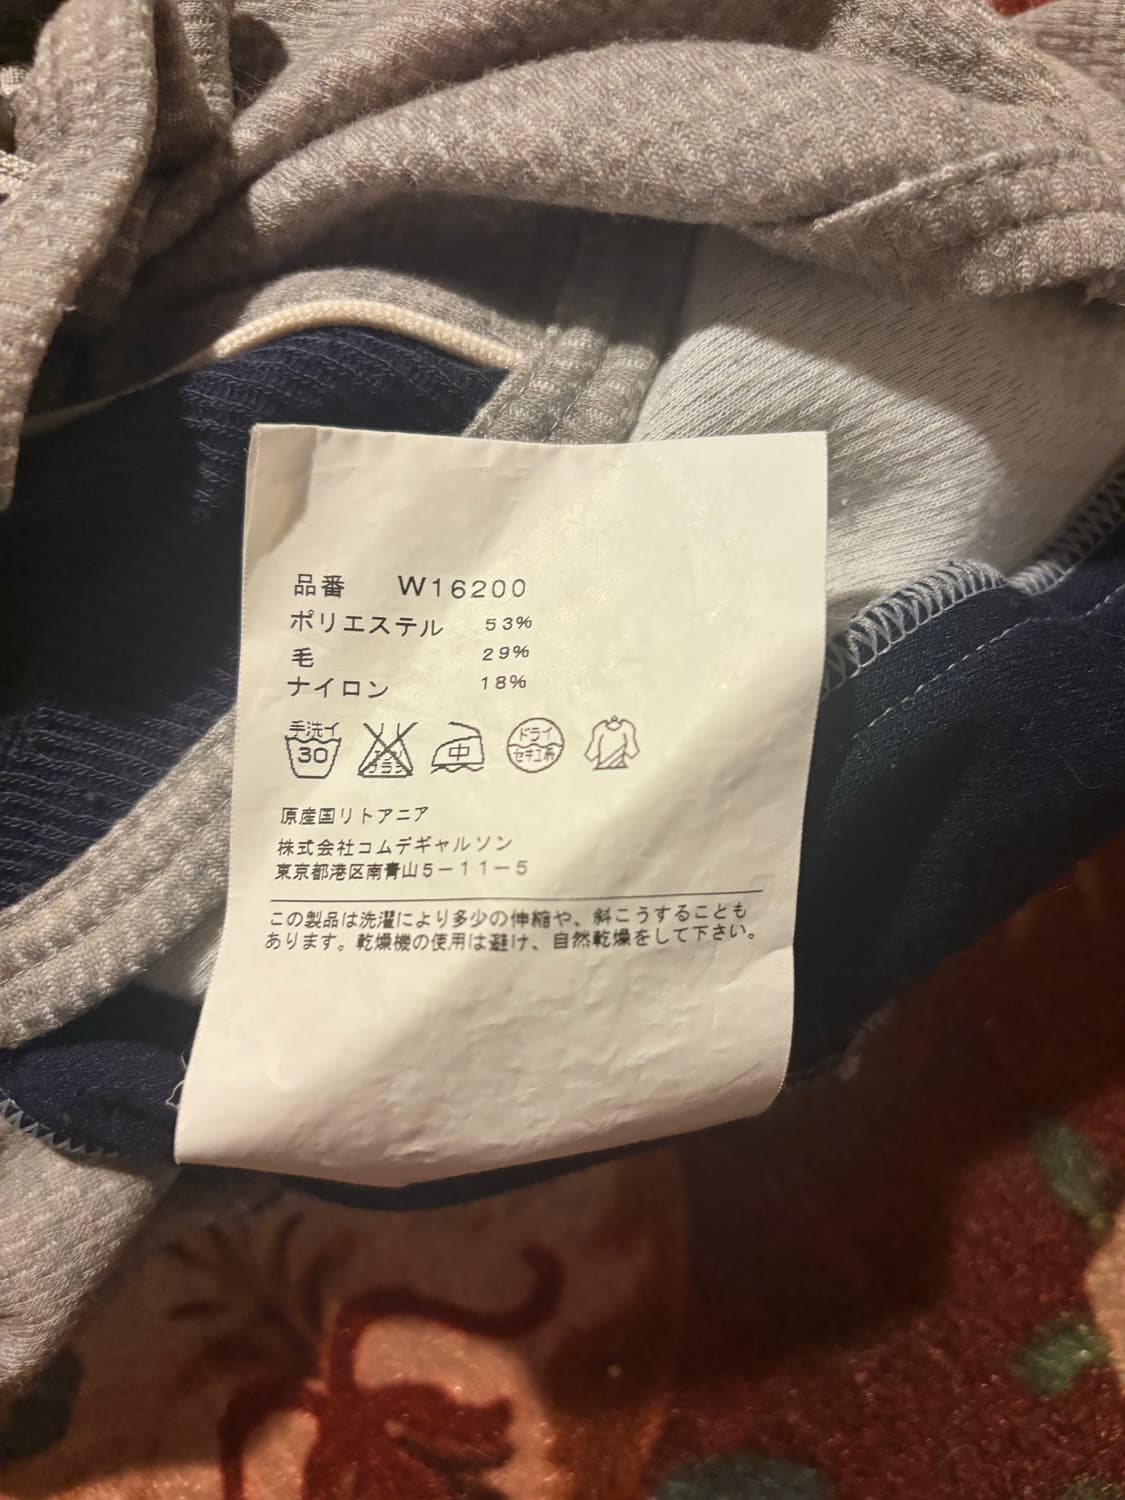 品番 W16200
ポリエステル 53%
毛 29%
ナイロン 18%
手洗イ
30
中
ドライ
セキユ系
原産国リトアニア
株式会社コムデギャルソン
東京都港区南青山5-11-5
この製品は洗濯により多少の伸縮や、斜こうすることも
あります。乾燥機の使用は避け、自然乾燥をして下さい。